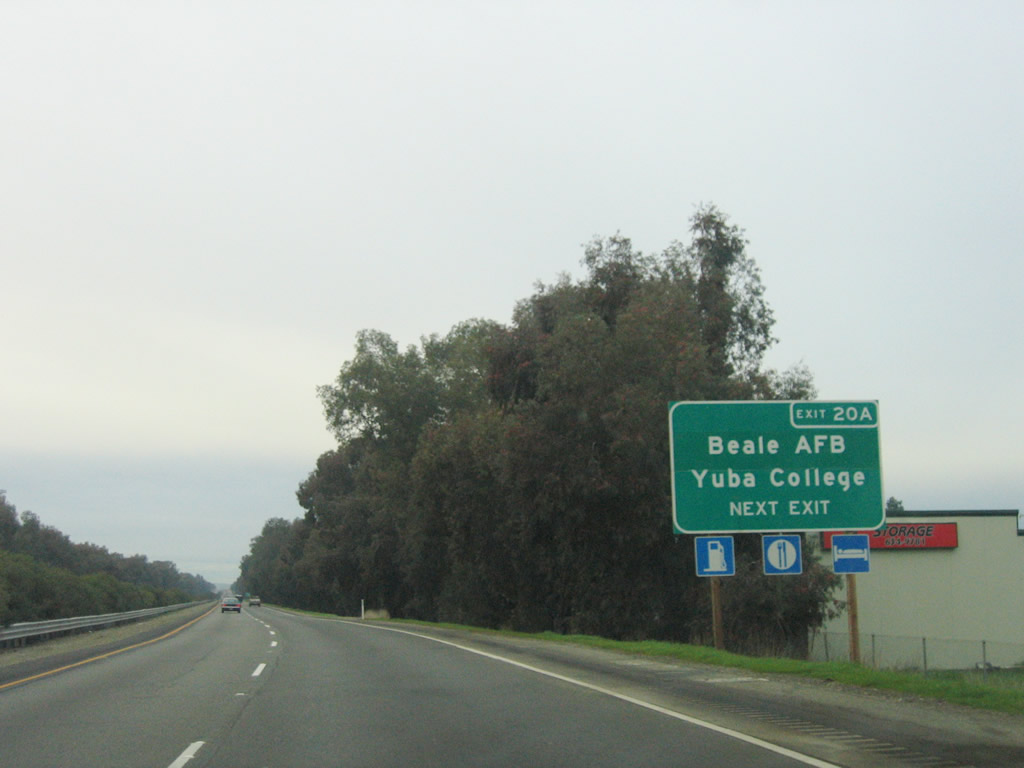 EXIT 20A
Beale AFB
Yuba College
NEXT EXIT
STORAGE